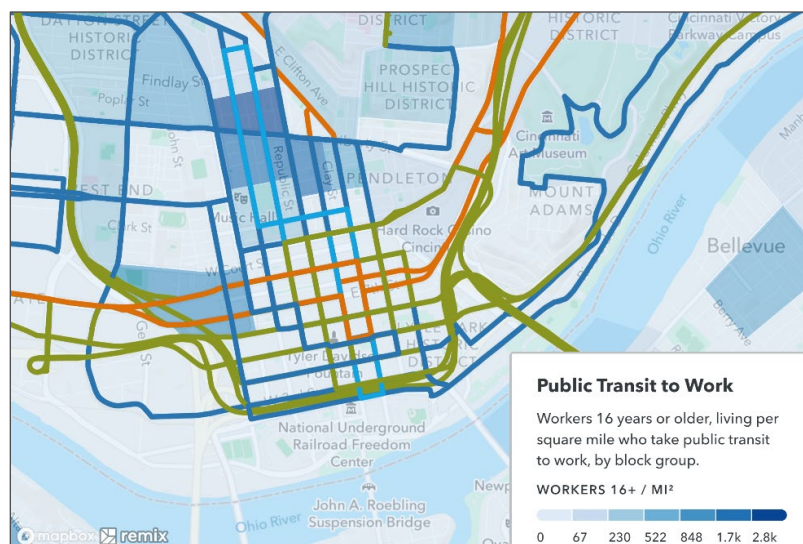 DAYTON STREET
HISTORIC
DISTRICT
DISTRICT
HISTORIC
DISTRICT
Cincinnati Victory
Parkway Campus
Findlay St
E Clifton Ave
PROSPECT
HILL HISTORIC
DISTRICT
Poplar St
John St
Cincinnati
Art Museum
Republic St
Clay St
WEST END
PENDLETON
MOUNT
ADAMS
Ohio River
Music Hall
Clark St
Hard Rock Casino
Cincin
Bellevue
W Court St
Berry Ave
HISTORIC
DISTRICT
Tyler Davidson
Fountain
National Underground
Railroad Freedom
Center
John A. Roebling
Suspension Bridge
Ohio River
mapbox remix
Public Transit to Work
Workers 16 years or older, living per
square mile who take public transit
to work, by block group.
WORKERS 16+ / MI²
0 67 230 522 848 1.7k 2.8k